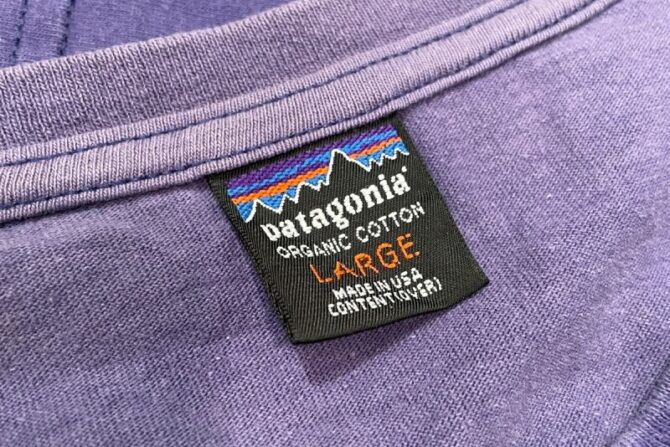 patagonia®
ORGANIC COTTON
LARGE
MADE IN USA
CONTENT(OVER)